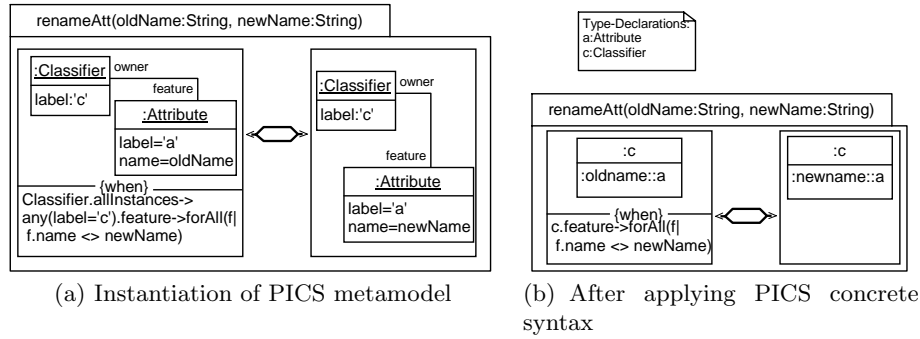 renameAtt(oldName:String, newName:String)
:Classifier
owner
feature
label:'c'
:Attribute
label='a'
name=oldName
{when}
Classifier.allInstances->
any(label='c').feature->forAll(f|
f.name <> newName)
:Classifier
owner
label:'c'
feature
:Attribute
label='a'
name=newName
(a) Instantiation of PICS metamodel
Type-Declarations:
a:Attribute
c:Classifier
renameAtt(oldName:String, newName:String)
:c
:oldname::a
{when}
c.feature->forAll(f|
f.name <> newName)
:c
:newname::a
(b) After applying PICS concrete
syntax